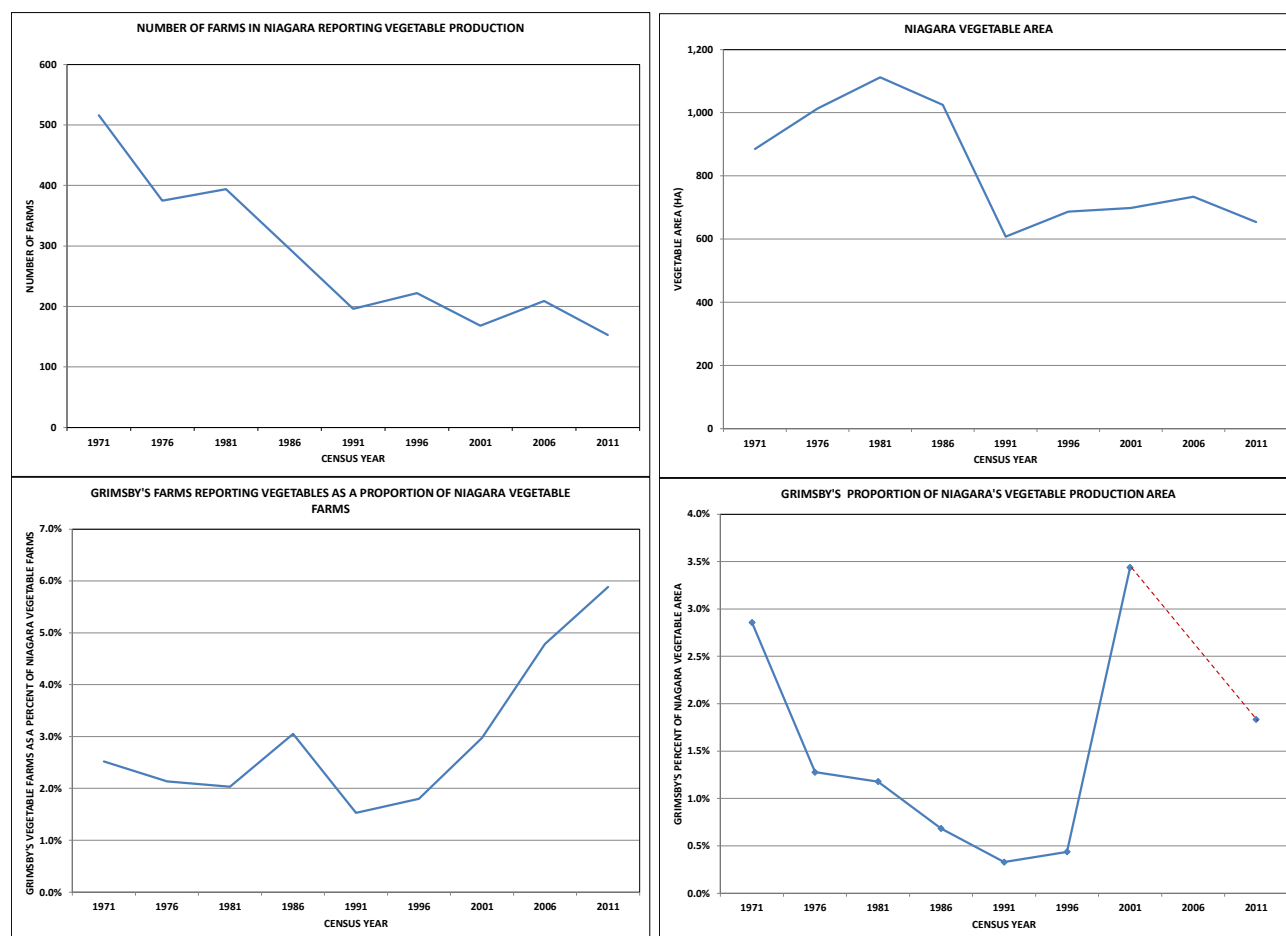 NUMBER OF FARMS IN NIAGARA REPORTING VEGETABLE PRODUCTION
600
500
400
300
200
100
0
NUMBER OF FARMS
1971 1976 1981 1986 1991 1996 2001 2006 2011
CENSUS YEAR
NIAGARA VEGETABLE AREA
1,200
1,000
800
600
400
200
0
VEGETABLE AREA (HA)
1971 1976 1981 1986 1991 1996 2001 2006 2011
CENSUS YEAR
GRIMSBY'S FARMS REPORTING VEGETABLES AS A PROPORTION OF NIAGARA VEGETABLE
FARMS
7.0%
6.0%
5.0%
4.0%
3.0%
2.0%
1.0%
0.0%
GRIMSBY'S VEGETABLE FARMS AS A PERCENT OF NIAGARA VEGETABLE FARMS
1971 1976 1981 1986 1991 1996 2001 2006 2011
CENSUS YEAR
GRIMSBY'S PROPORTION OF NIAGARA'S VEGETABLE PRODUCTION AREA
4.0%
3.5%
3.0%
2.5%
2.0%
1.5%
1.0%
0.5%
0.0%
GRIMSBY'S PERCENT OF NIAGARA VEGETABLE AREA
1971 1976 1981 1986 1991 1996 2001 2006 2011
CENSUS YEAR